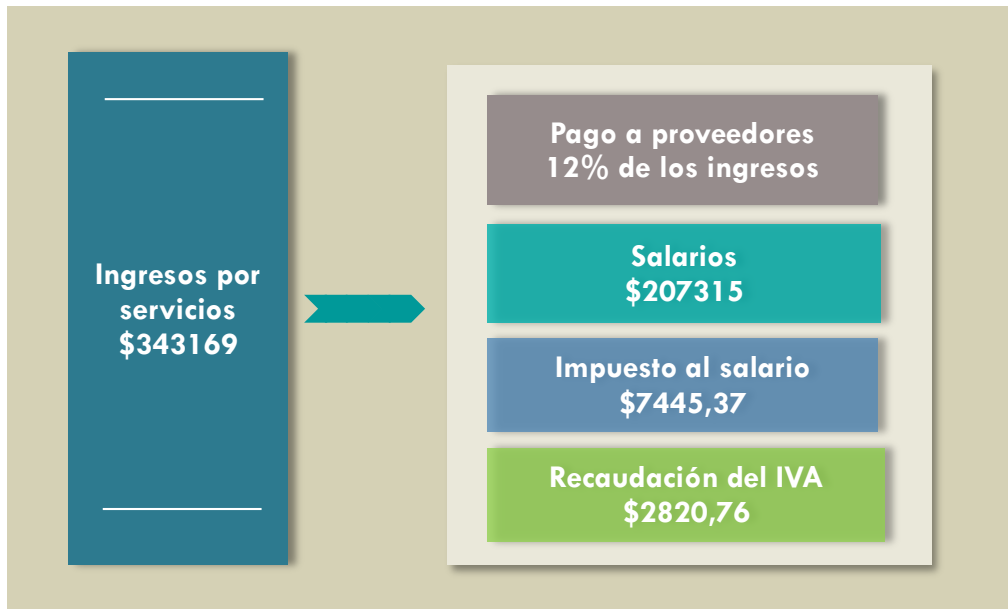 Ingresos por
servicios
$343169
Pago a proveedores
12% de los ingresos
Salarios
$207315
Impuesto al salario
$7445,37
Recaudación del IVA
$2820,76